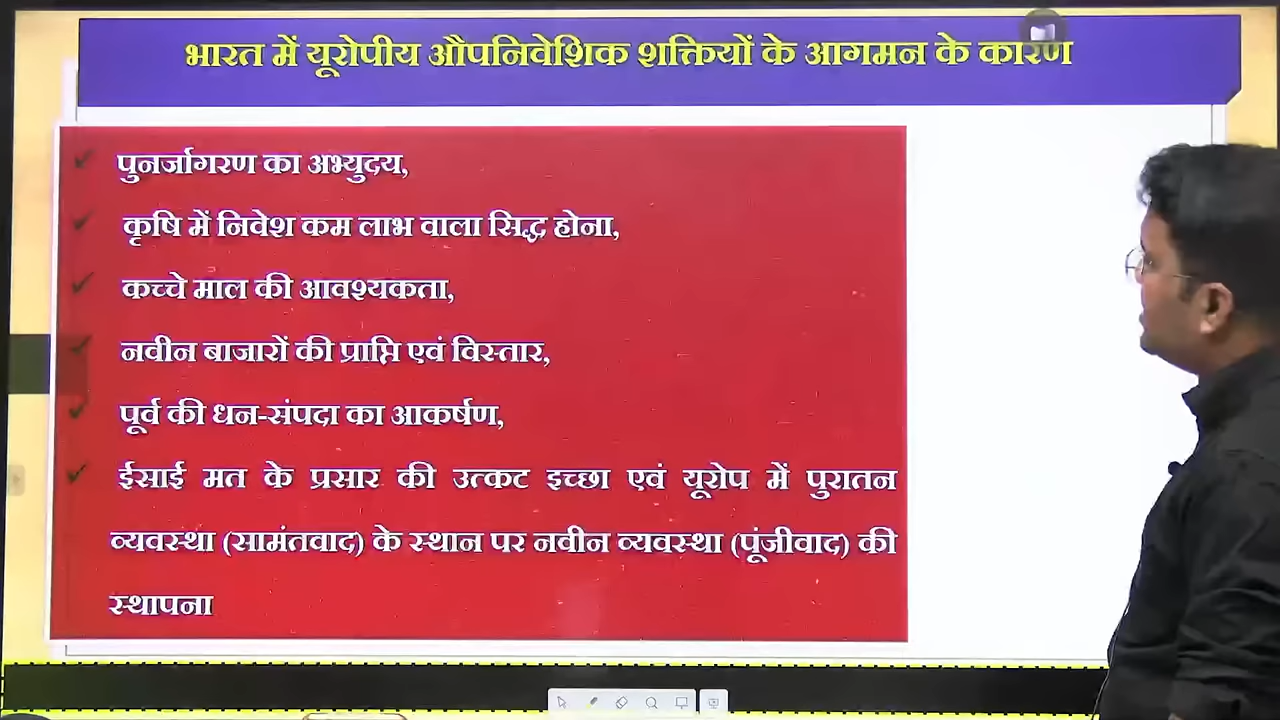 भारत में यूरोपीय औपनिवेशिक शक्तियों के आगमन के कारण
पुनर्जागरण का अभ्युदय,
कृषि में निवेश कम लाभ वाला सिद्ध होना,
कच्चे माल की आवश्यकता,
नवीन बाजारों की प्राप्ति एवं विस्तार,
पूर्व की धन-संपदा का आकर्षण,
ईसाई मत के प्रसार की उत्कट इच्छा एवं यूरोप में पुरातन
व्यवस्था (सामंतवाद) के स्थान पर नवीन व्यवस्था (पूंजीवाद) की
स्थापना